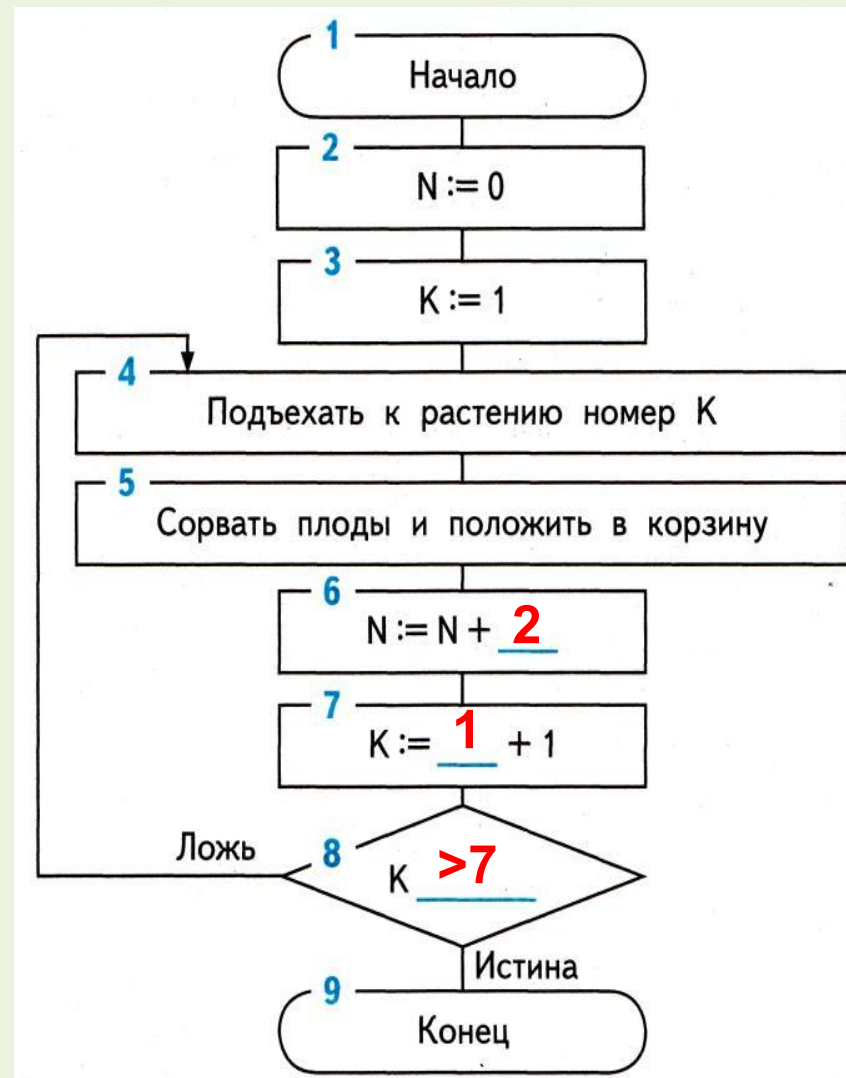 1
Начало
2
N := 0
3
K := 1
4
Подъехать к растению номер K
5
Сорвать плоды и положить в корзину
6
N := N + 2
7
K := 1 + 1
Ложь
8
K >7
Истина
9
Конец